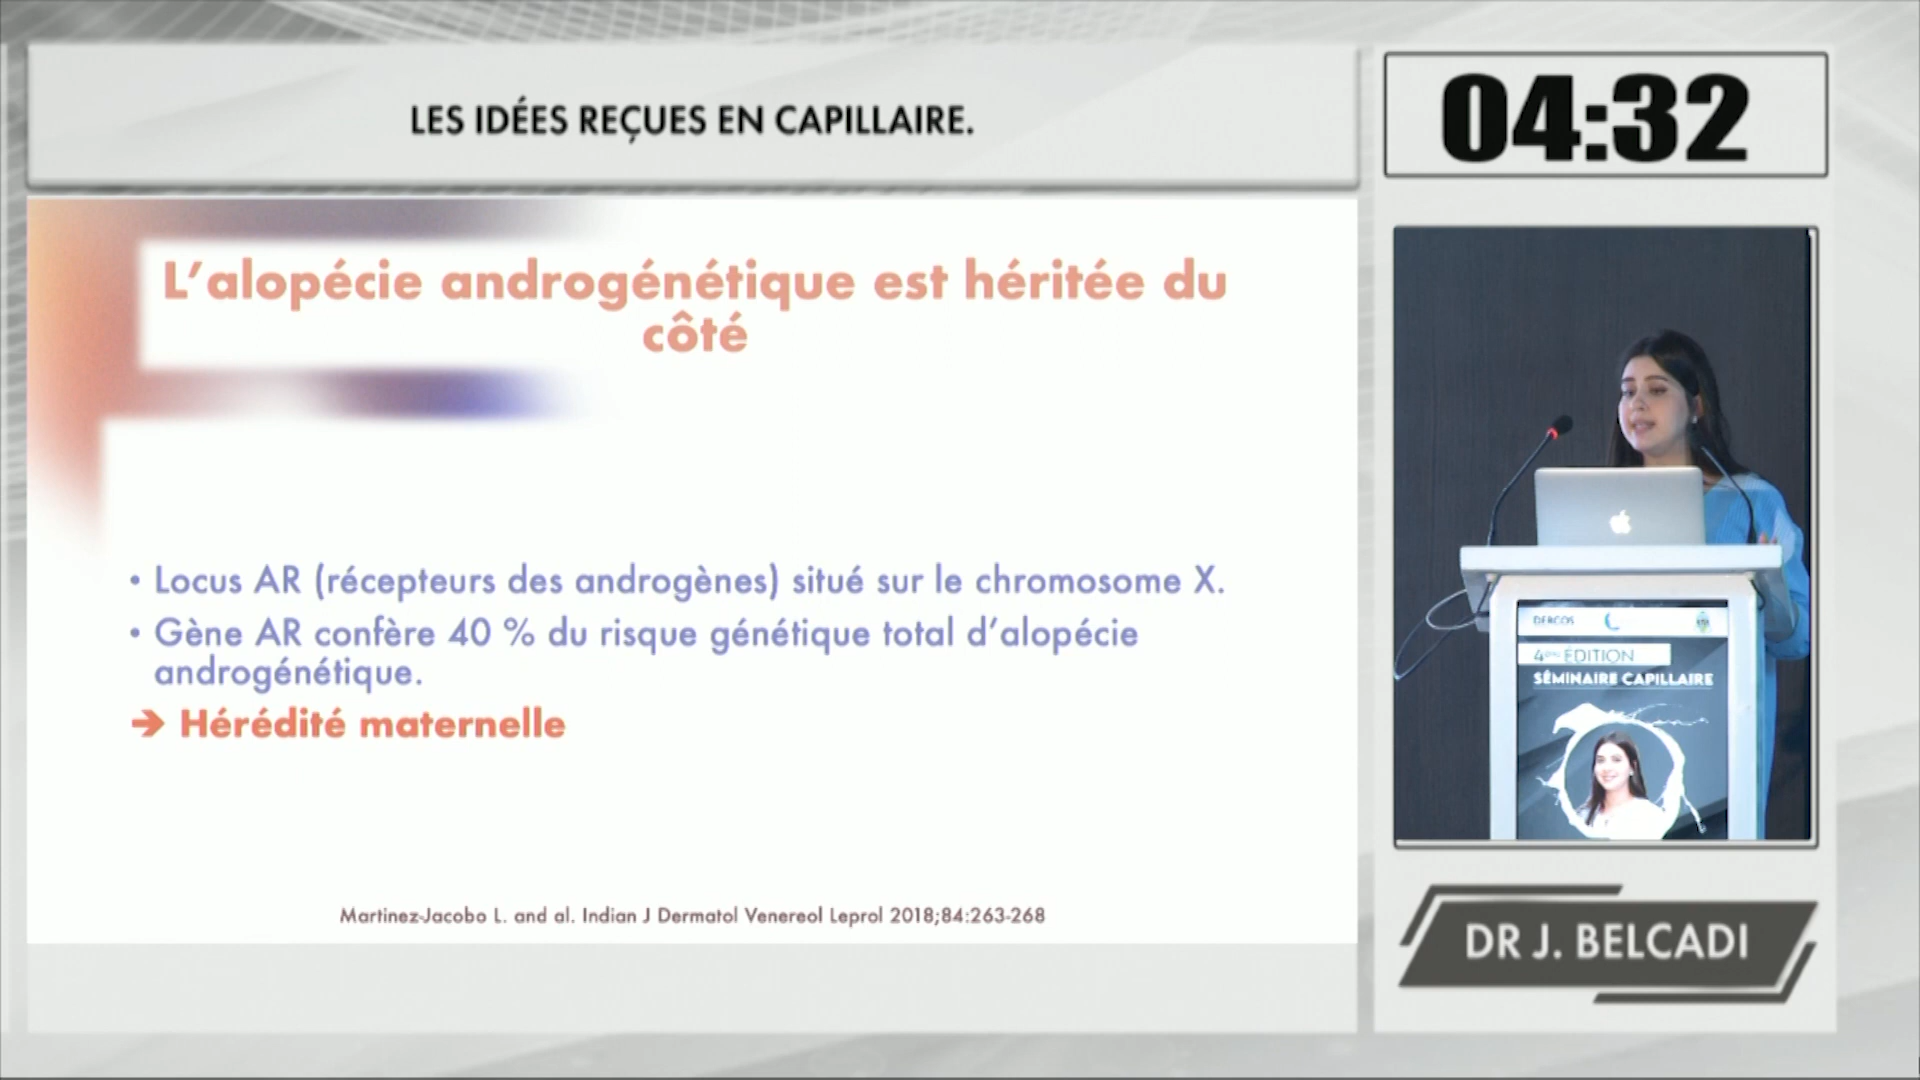 LES IDÉES REÇUES EN CAPILLAIRE.
04:32
L'alopécie androgénétique est héritée du
côté
• Locus AR (récepteurs des androgènes) situé sur le chromosome X.
• Gène AR confère 40 % du risque génétique total d'alopécie
androgénétique.
➔ Hérédité maternelle
Martinez-Jacobo L. and al. Indian J Dermatol Venereol Leprol 2018;84:263-268
DERCOS
4ème ÉDITION
SÉMINAIRE CAPILLAIRE
DR J. BELCADI